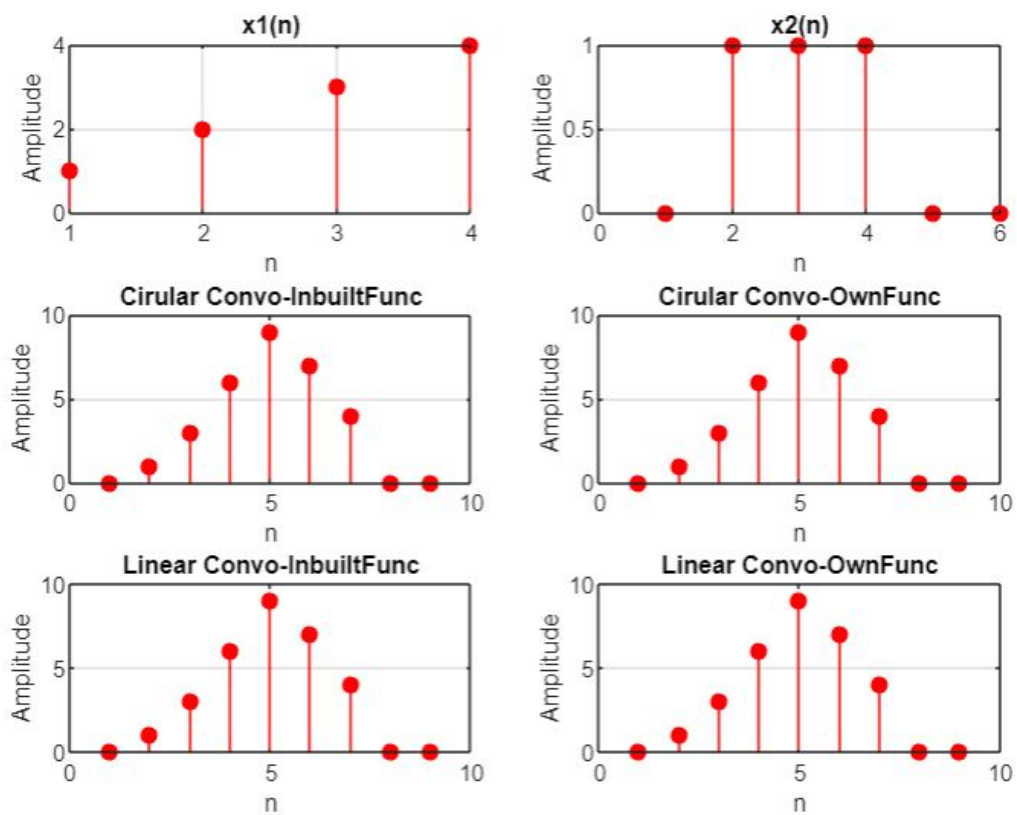 x1(n)
Amplitude
4
2
0
1 2 3 4
n
x2(n)
Amplitude
1
0.5
0
0 2 4 6
n
Cirular Convo-InbuiltFunc
Amplitude
10
5
0
0 5 10
n
Cirular Convo-OwnFunc
Amplitude
10
5
0
0 5 10
n
Linear Convo-InbuiltFunc
Amplitude
10
5
0
0 5 10
n
Linear Convo-OwnFunc
Amplitude
10
5
0
0 5 10
n